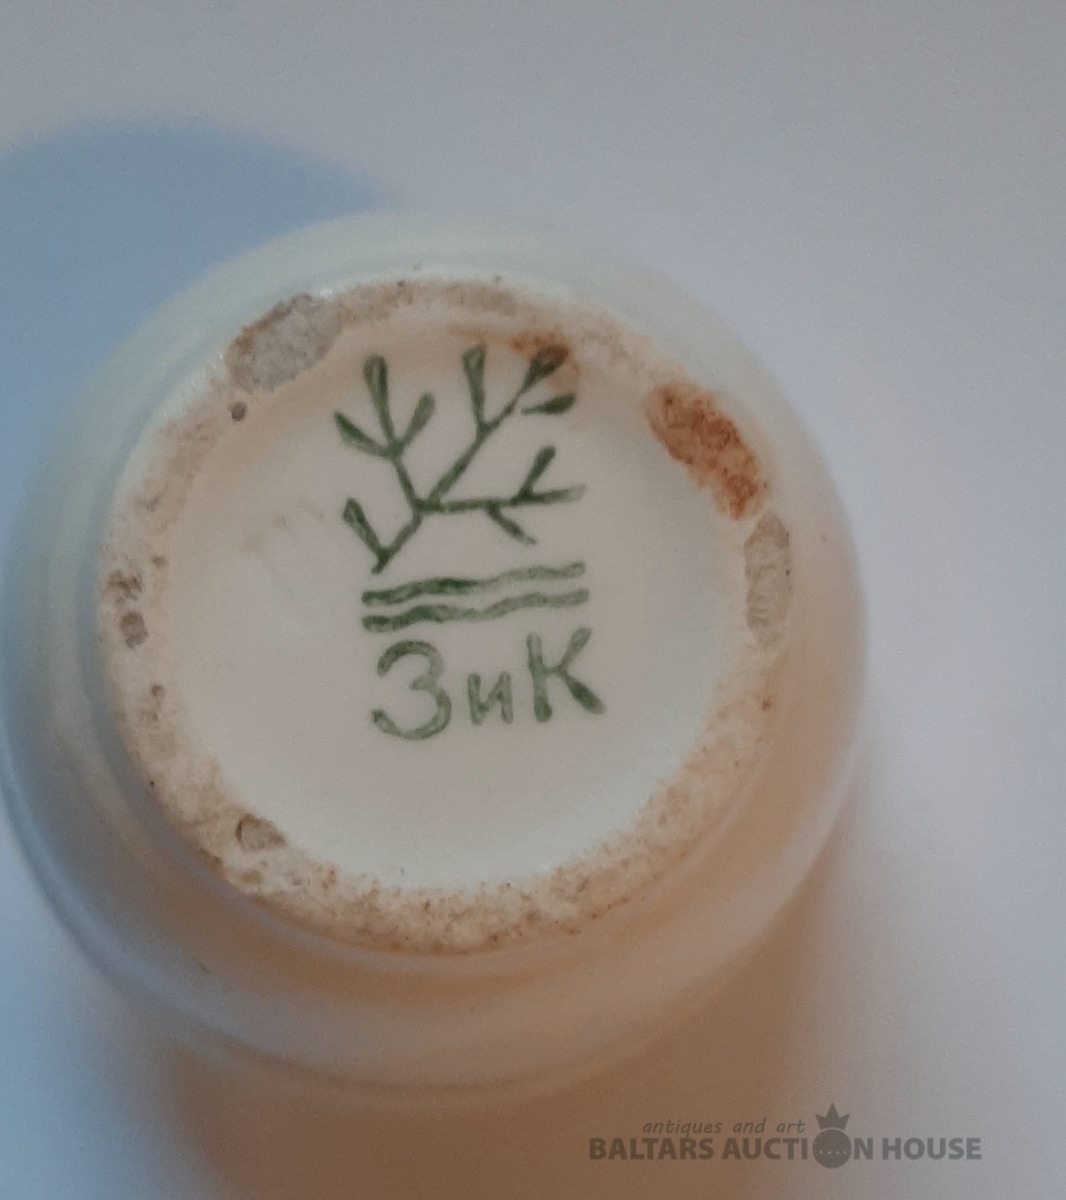 ЗиК
antiques and art
BALTARS AUCTION HOUSE